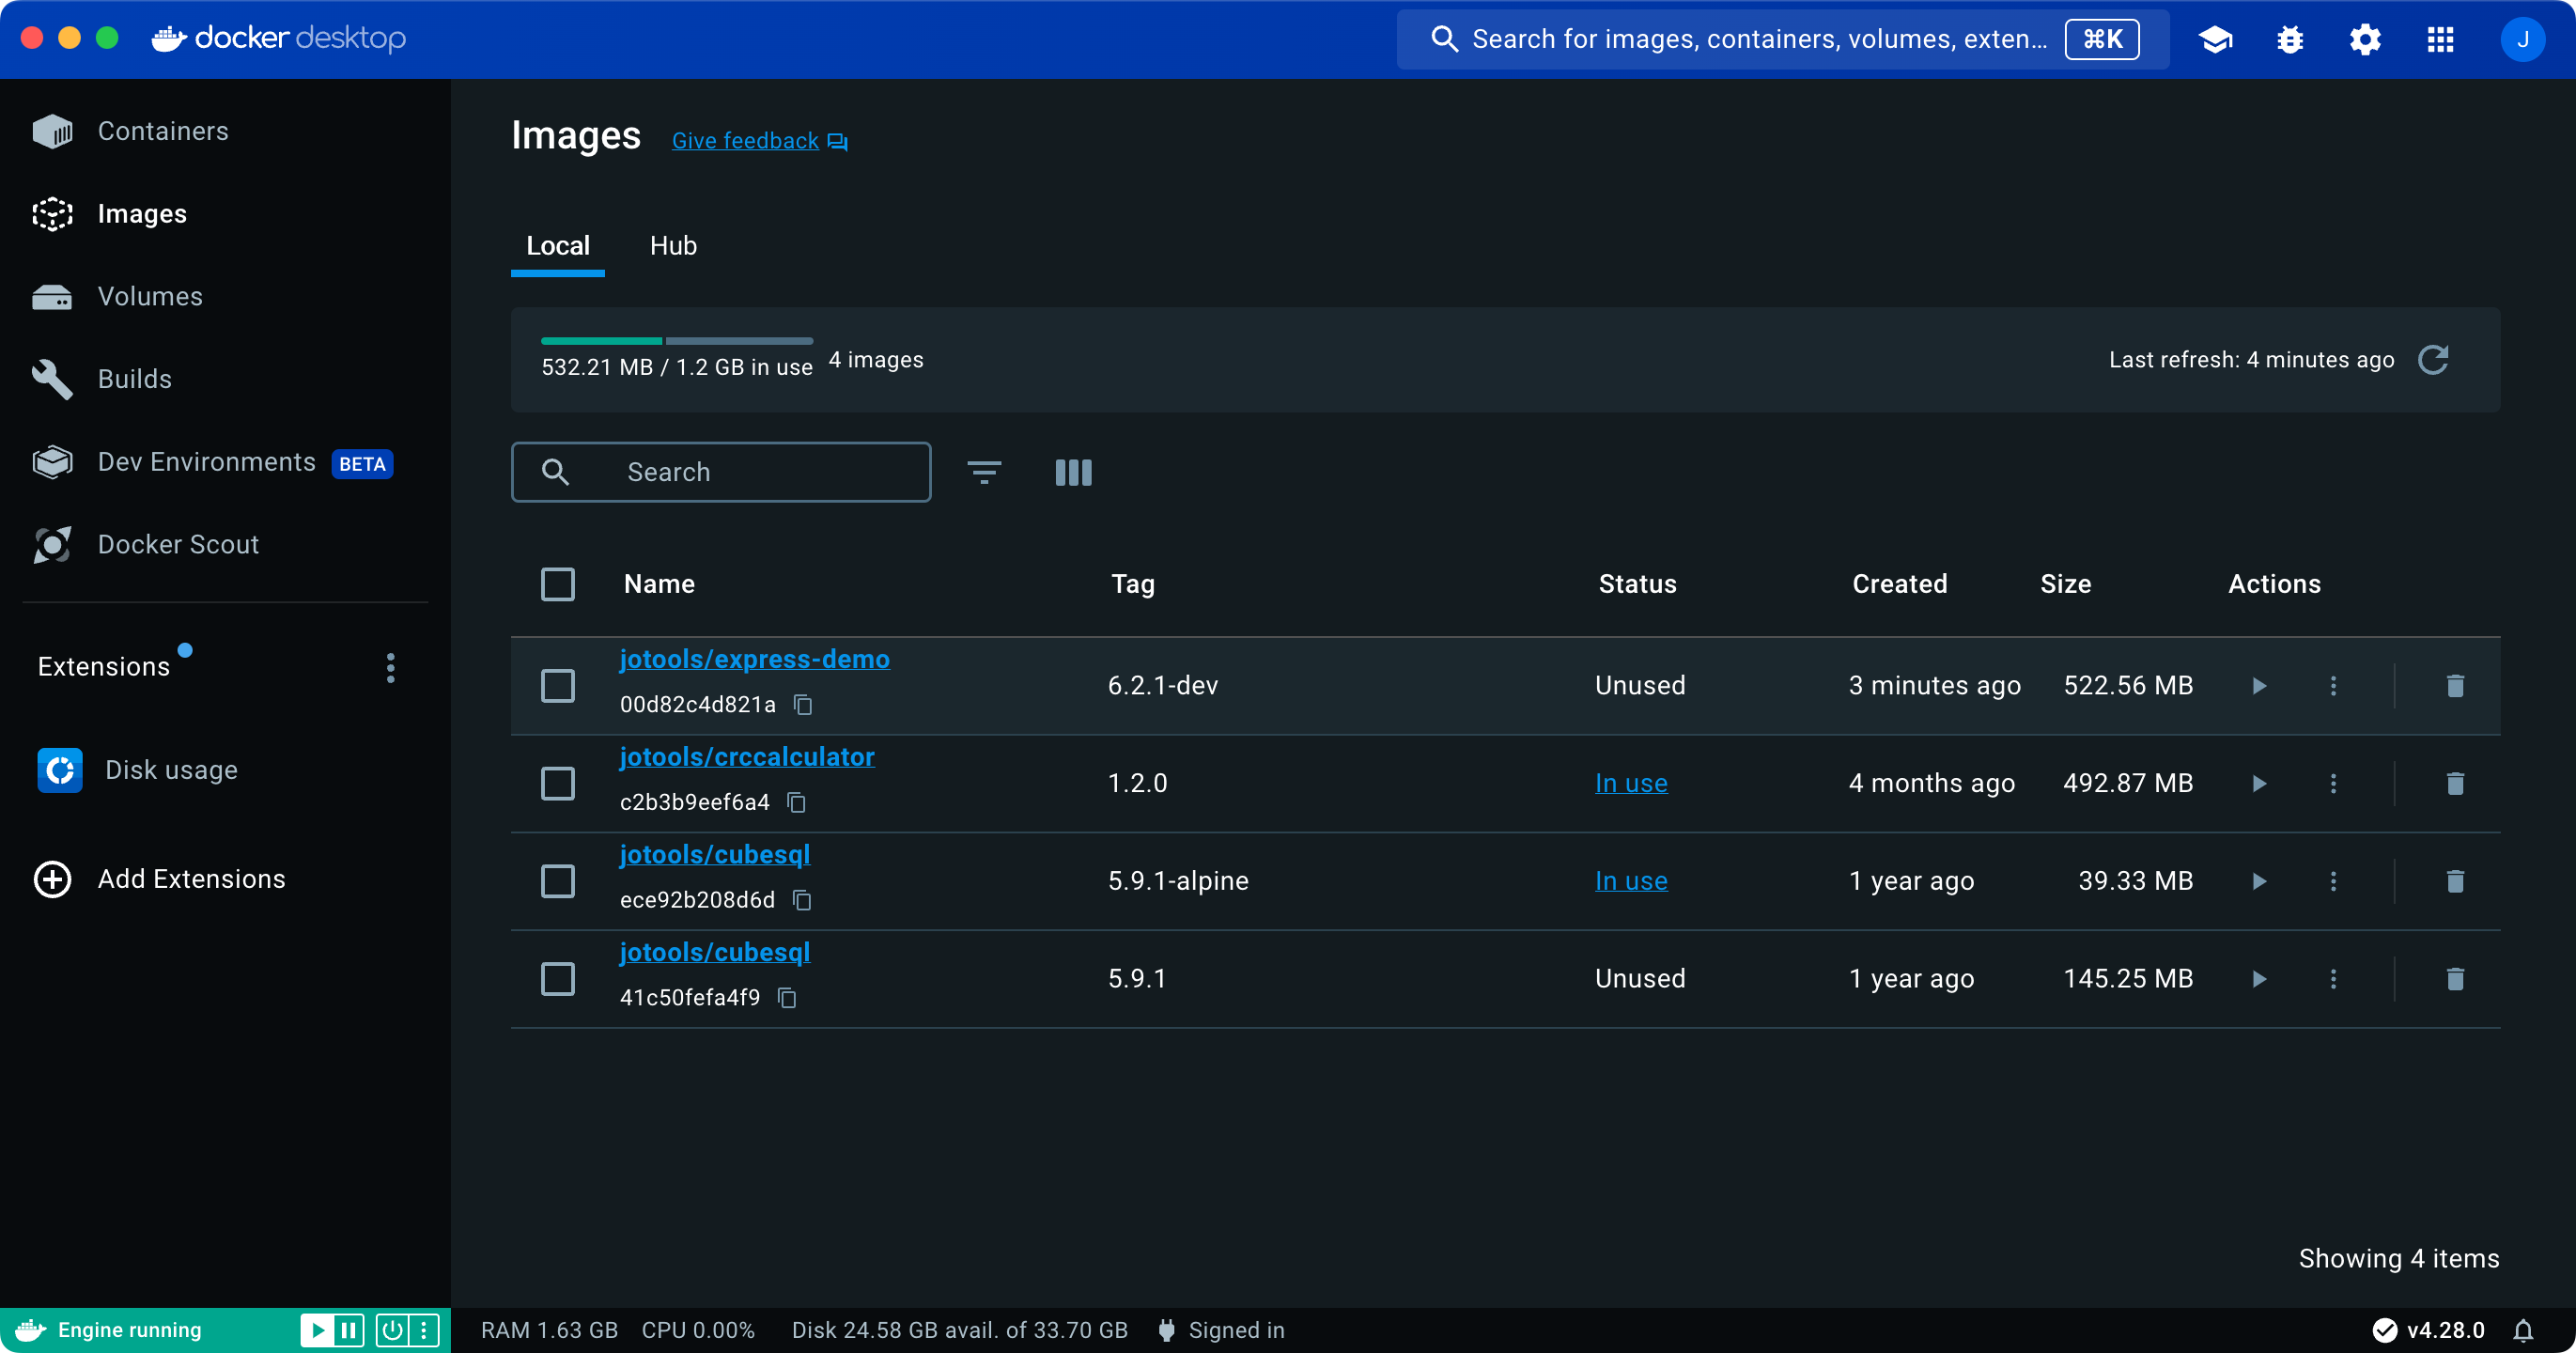 docker desktop
Search for images, containers, volumes, exten... ⌘K
J
Containers
Images
Volumes
Builds
Dev Environments BETA
Docker Scout
Extensions
Disk usage
Add Extensions
Images Give feedback
Local Hub
532.21 MB / 1.2 GB in use 4 images
Last refresh: 4 minutes ago
Search
Name Tag Status Created Size Actions
jotools/express-demo
00d82c4d821a
6.2.1-dev Unused 3 minutes ago 522.56 MB
jotools/crccalculator
c2b3b9eef6a4
1.2.0 In use 4 months ago 492.87 MB
jotools/cubesql
ece92b208d6d
5.9.1-alpine In use 1 year ago 39.33 MB
jotools/cubesql
41c50fefa4f9
5.9.1 Unused 1 year ago 145.25 MB
Showing 4 items
Engine running
RAM 1.63 GB CPU 0.00% Disk 24.58 GB avail. of 33.70 GB Signed in
v4.28.0